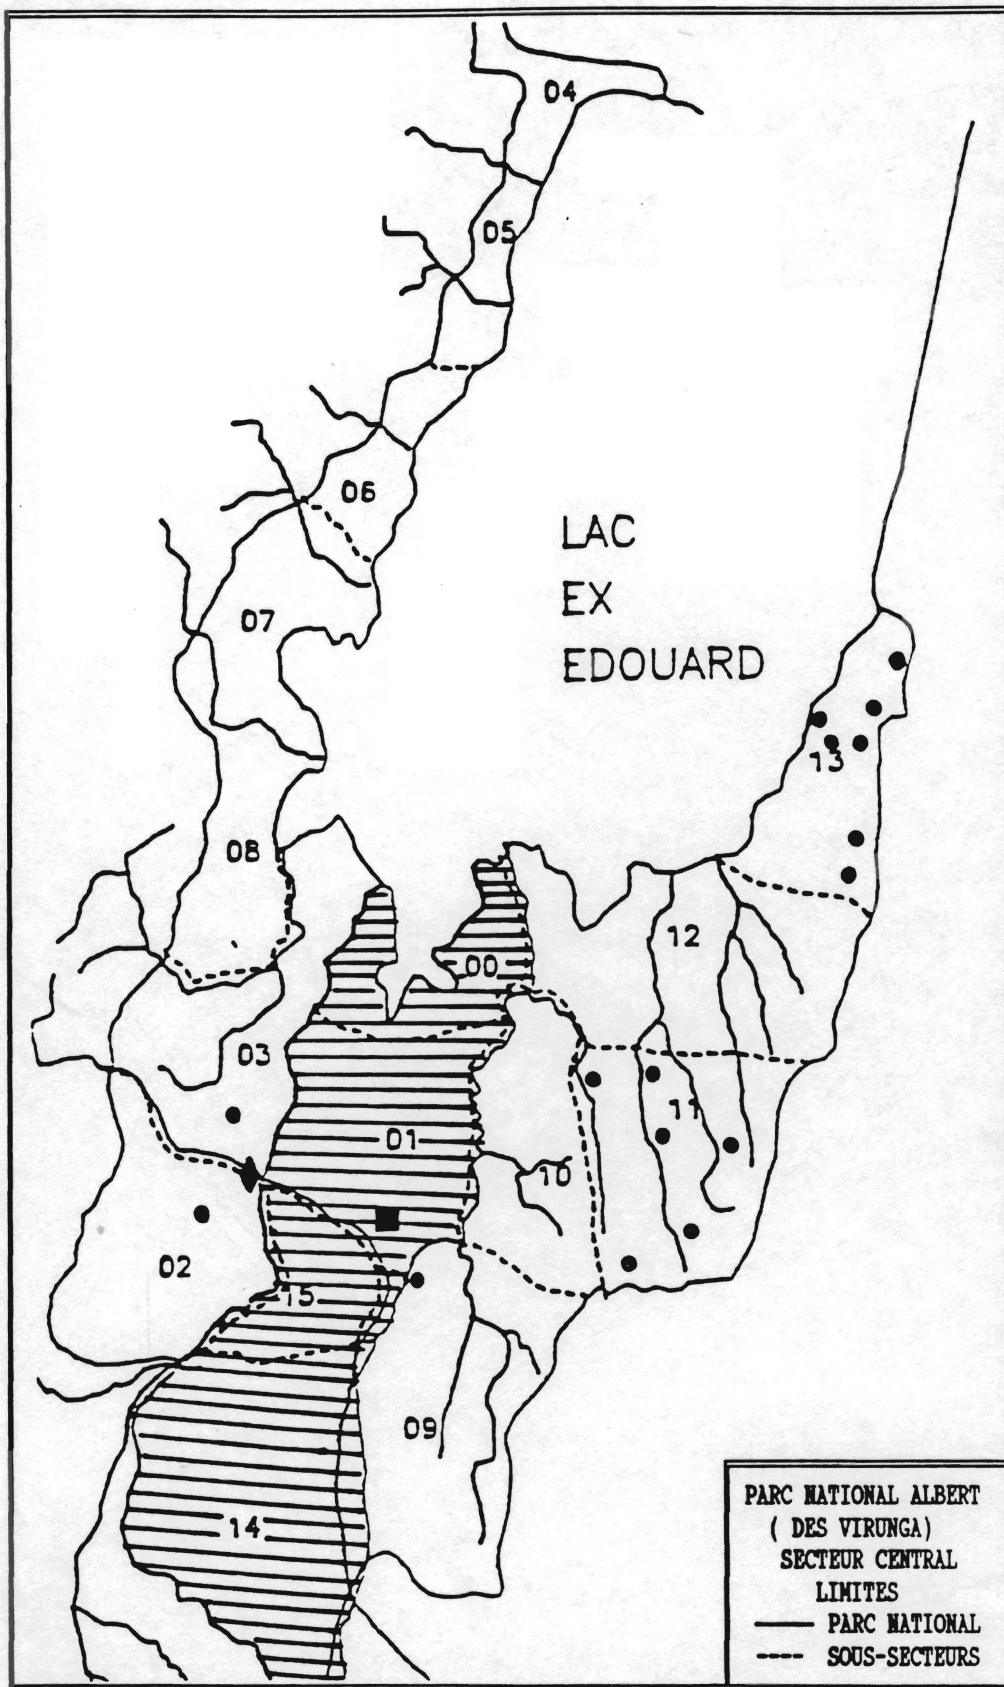 04
05
06
LAC
EX
EDOUARD
07
13
08
12
00
03
11
01
10
02
15
09
14
PARC NATIONAL ALBERT
( DES VIRUNGA)
SECTEUR CENTRAL
LIMITES
PARC NATIONAL
SOUS-SECTEURS